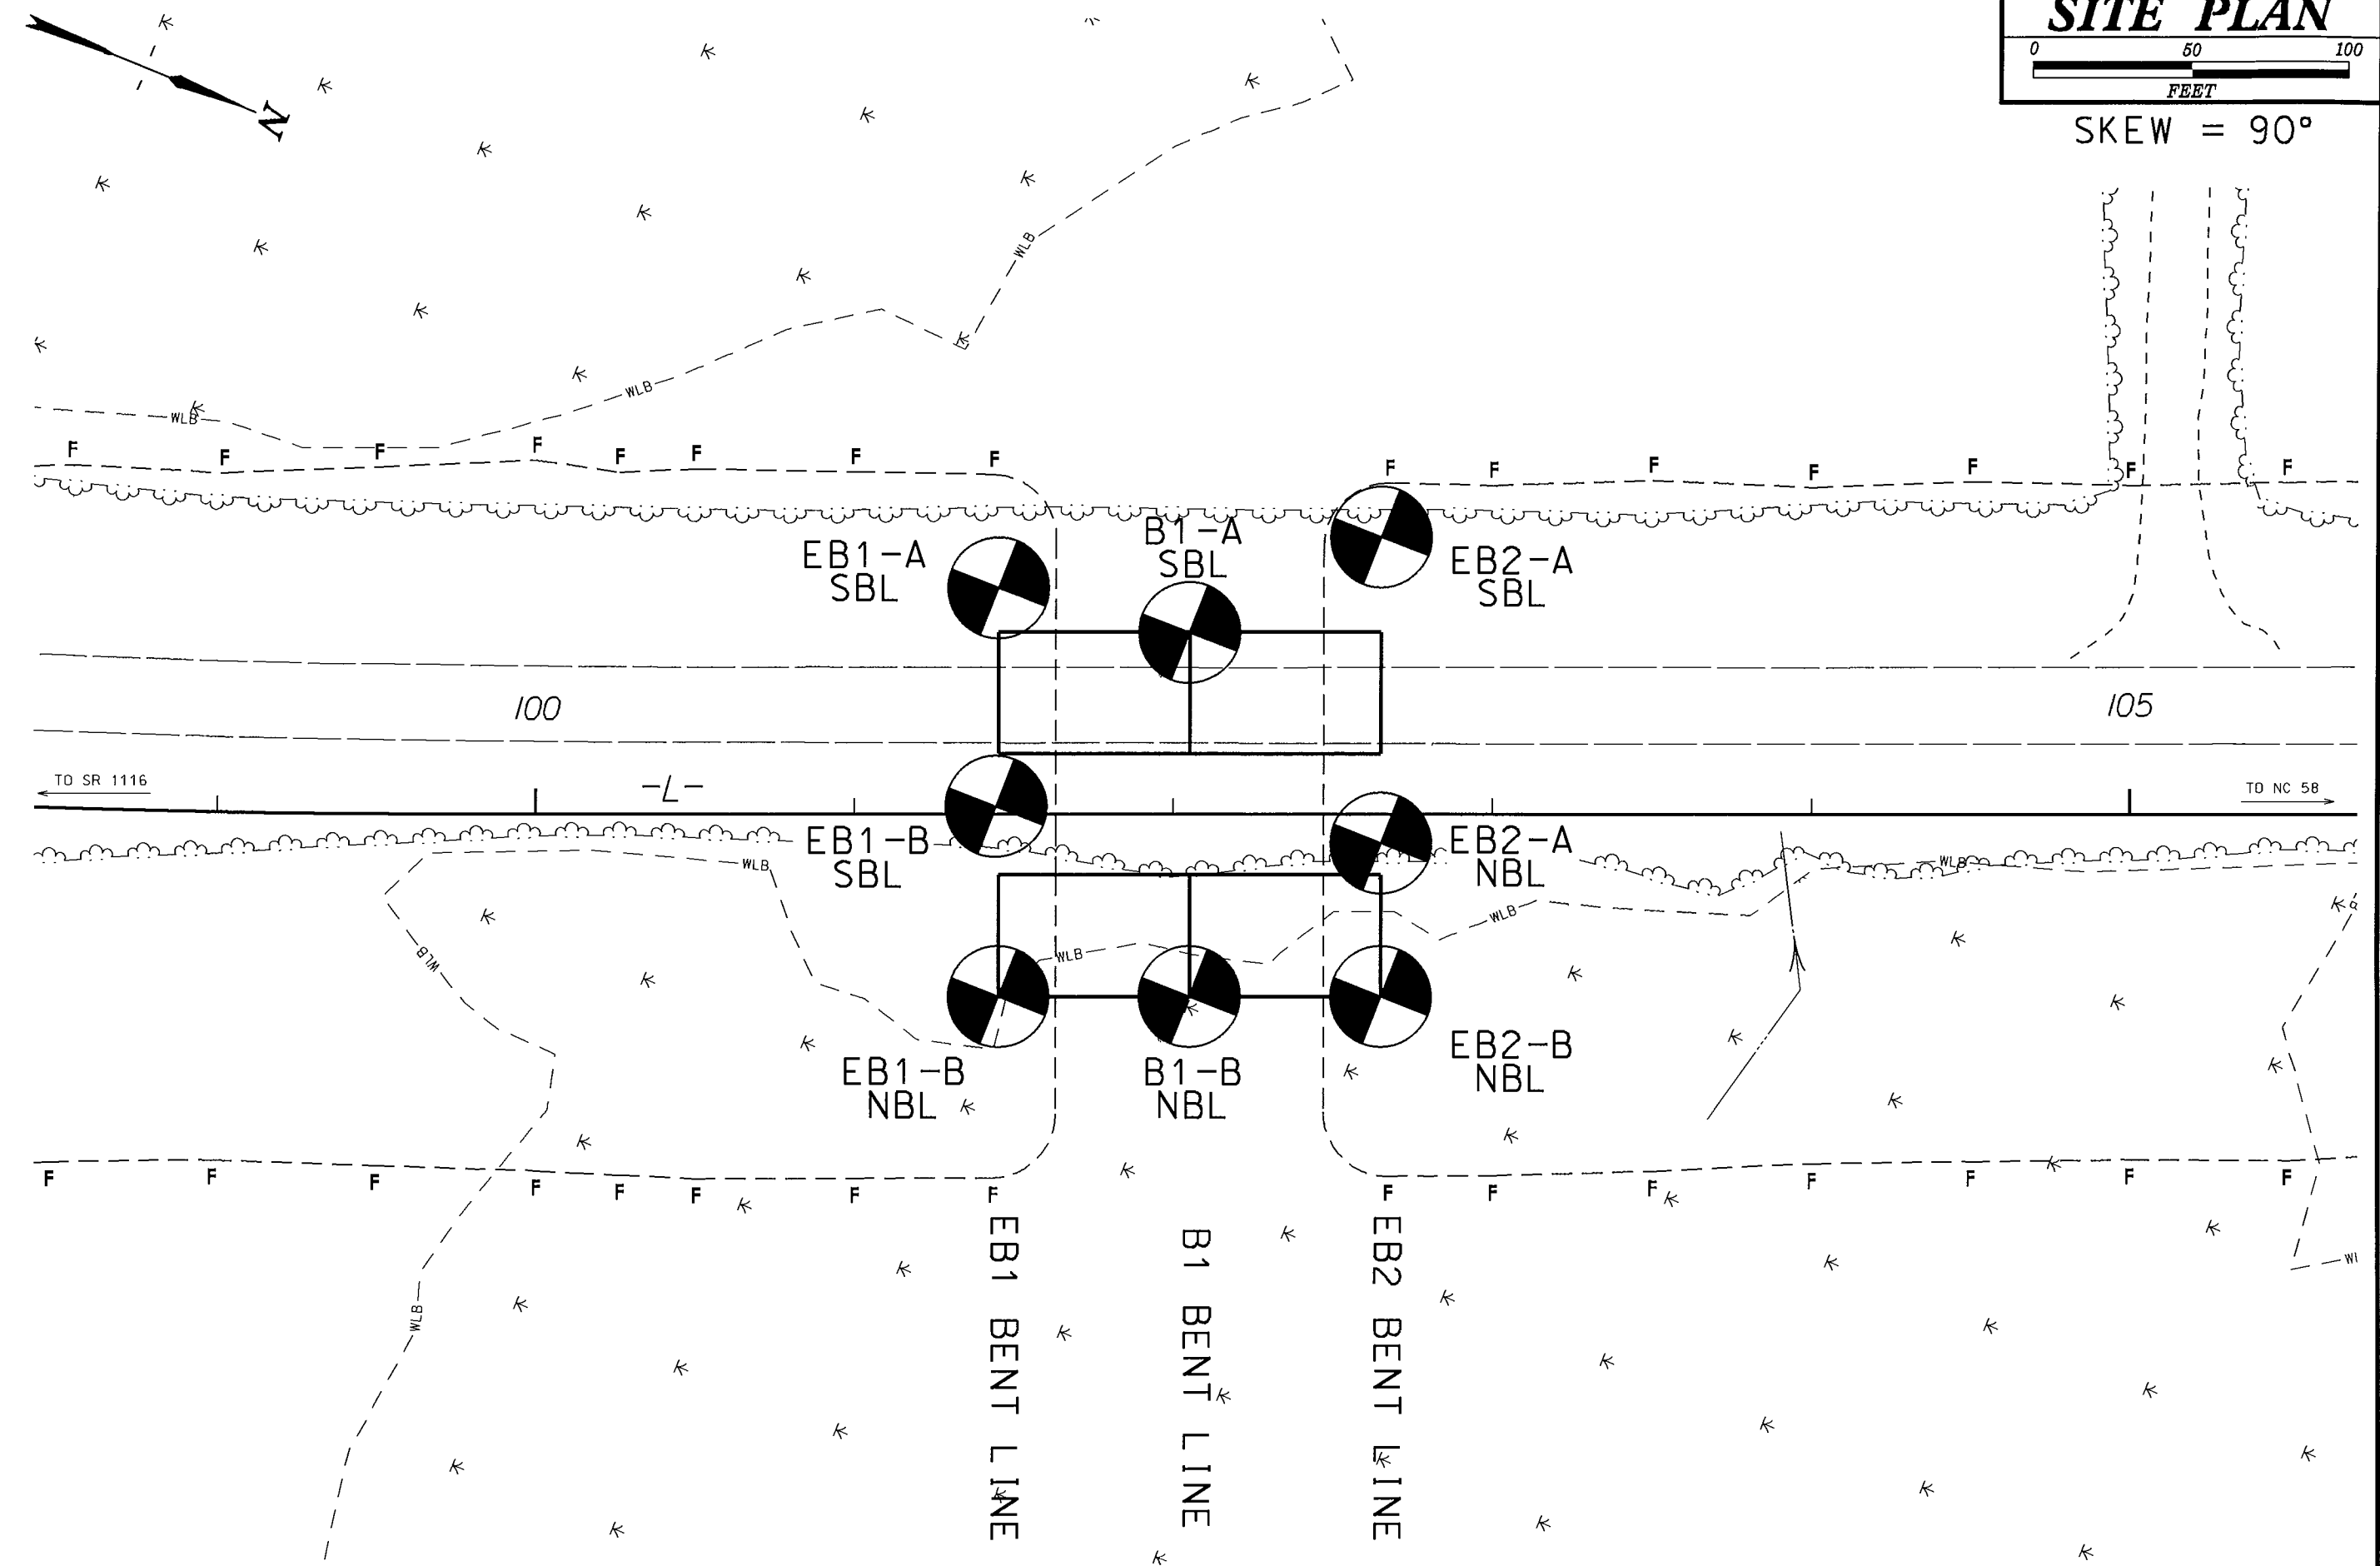 SITE PLAN
0 50 100
FEET
SKEW = 90°
N
WLB
WLB
WLB
F F F F F F F F
F F F F F F F
EB1-A
SBL
B1-A
SBL
EB2-A
SBL
100
105
TO SR 1116
-L-
TO NC 58
EB1-B
SBL
EB2-A
NBL
WLB
WLB
WLB
WLB
WLB
EB1-B
NBL
B1-B
NBL
EB2-B
NBL
F F F F F F F F
F F F F F F F
WLB
EB1 BENT LINE
B1 BENT LINE
EB2 BENT LINE